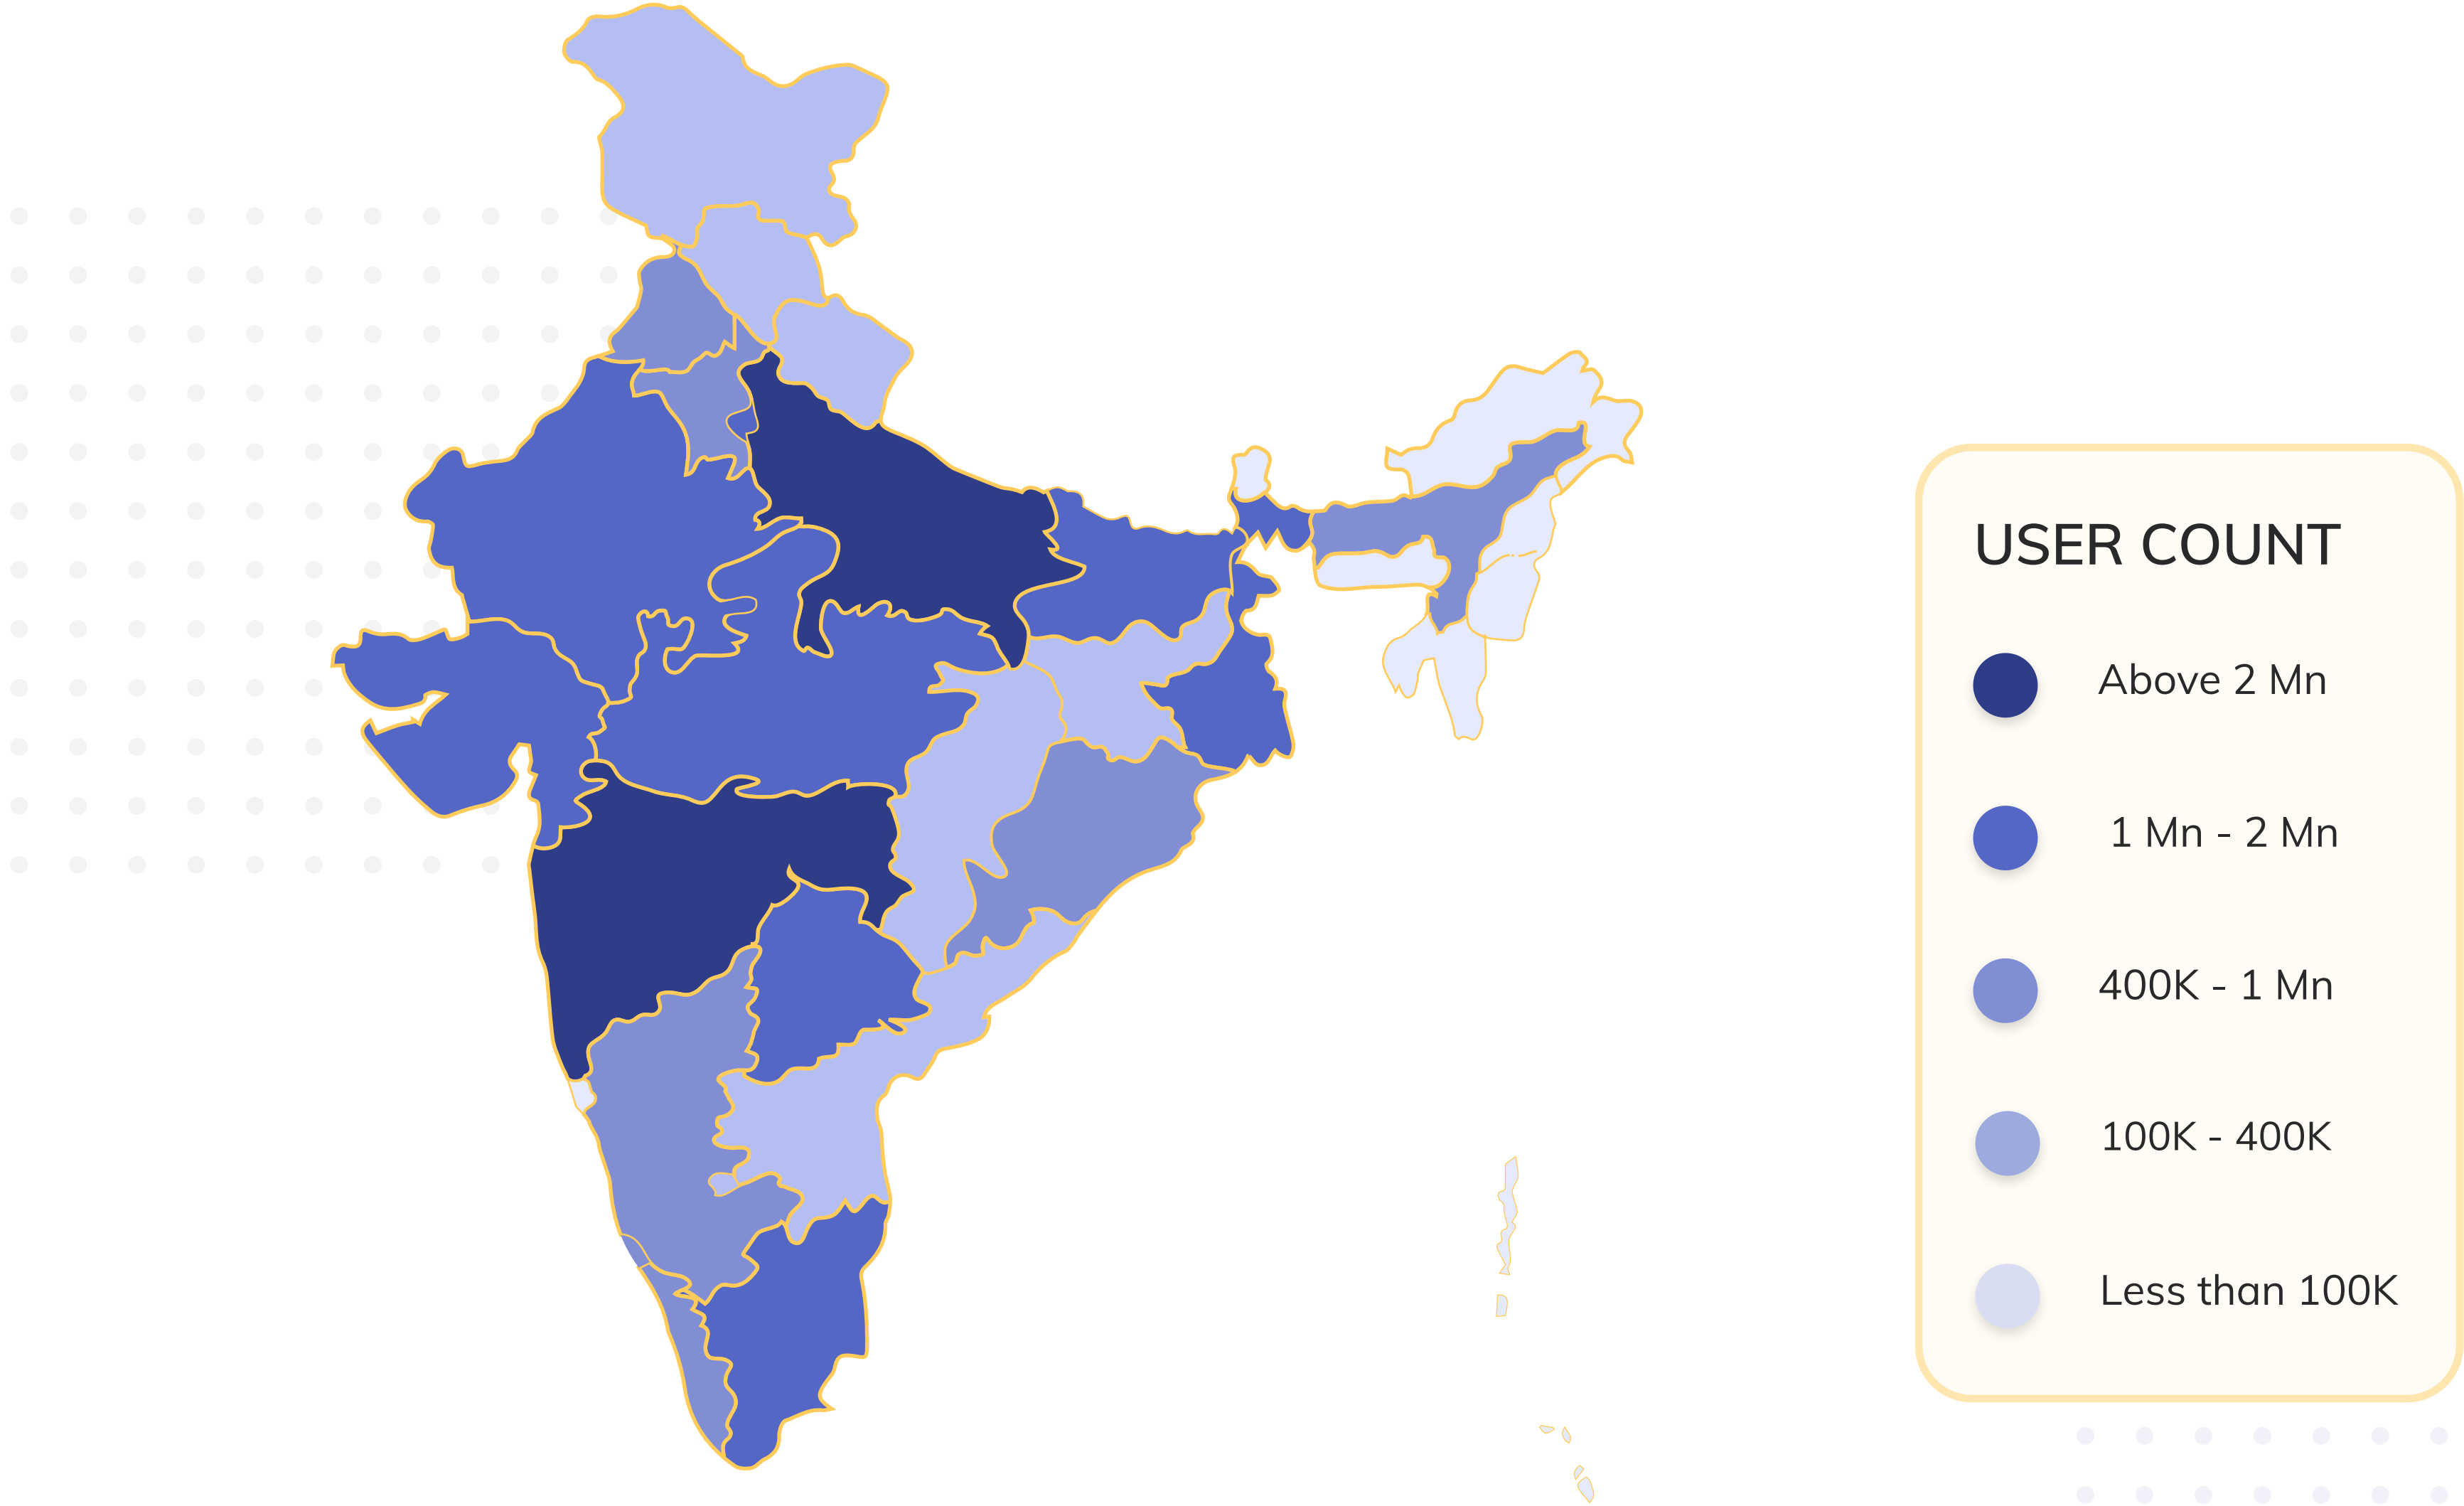 USER COUNT
Above 2 Mn
1 Mn - 2 Mn
400K - 1 Mn
100K - 400K
Less than 100K